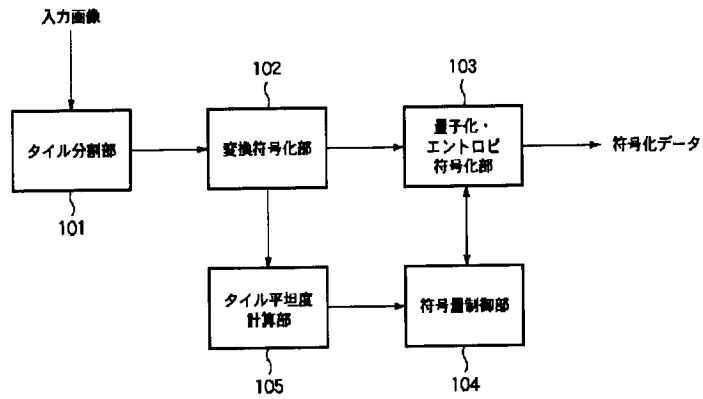 入力画像
102
103
タイル分割部
変換符号化部
量子化・
エントロピ
符号化部
符号化データ
101
タイル平坦度
計算部
符号量制御部
105
104